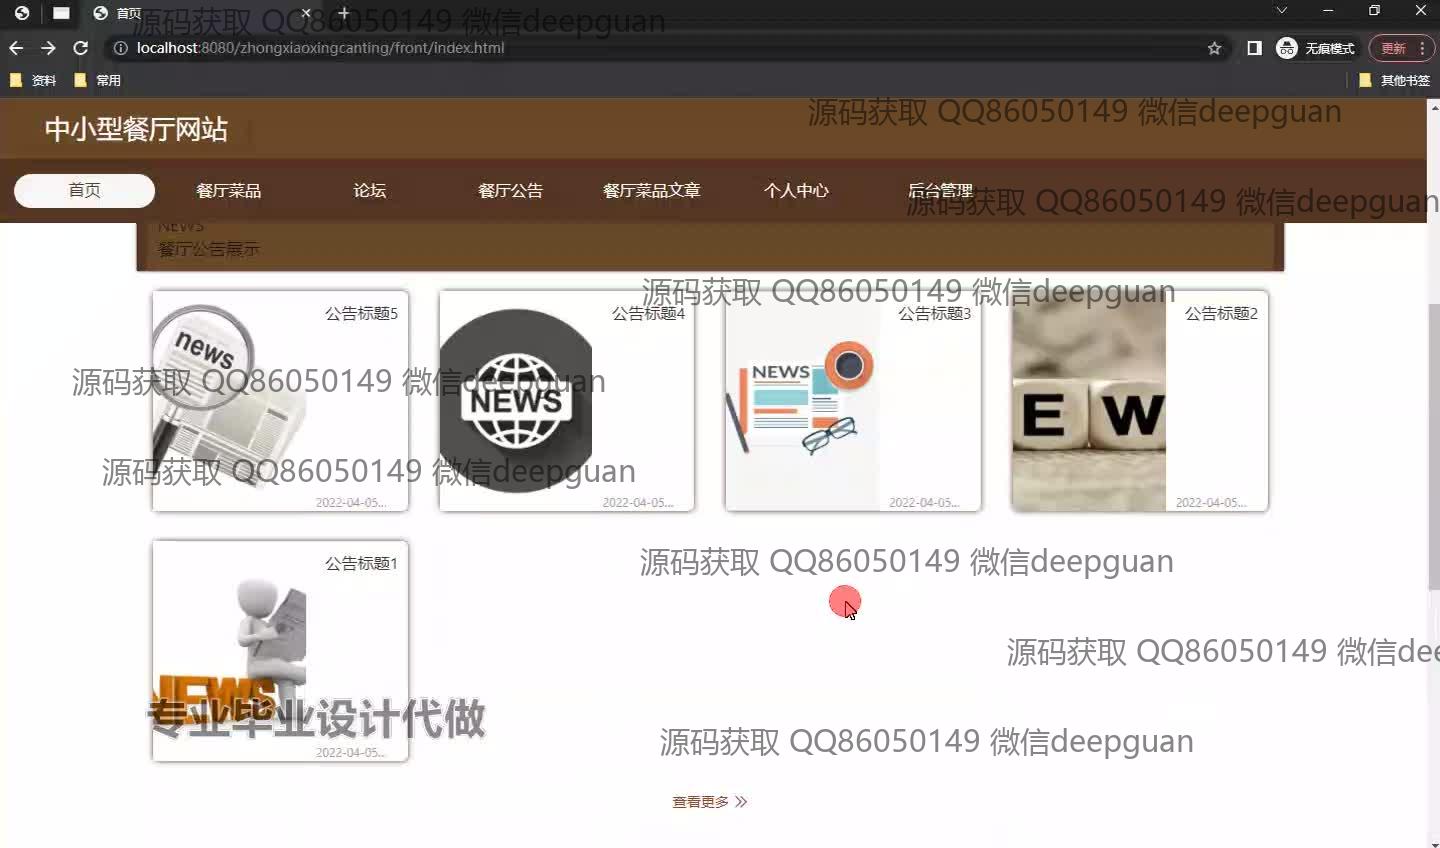 首页
源码获取 QQ86050149 微信deepguan
localhost:8080/zhongxiaoxingcanting/front/index.html
无痕模式
更新
资料
常用
其他书签
源码获取 QQ86050149 微信deepguan
中小型餐厅网站
首页
餐厅菜品
论坛
餐厅公告
餐厅菜品文章
个人中心
后台管理
源码获取 QQ86050149 微信deepguan
NEWS
餐厅公告展示
源码获取 QQ86050149 微信deepguan
公告标题5
公告标题4
公告标题3
公告标题2
news
NEWS
NEWS
E W
源码获取 QQ86050149 微信deepguan
源码获取 QQ86050149 微信deepguan
2022-04-05...
2022-04-05...
2022-04-05...
2022-04-05...
公告标题1
源码获取 QQ86050149 微信deepguan
源码获取 QQ86050149 微信dee
NEWS
专业毕业设计代做
源码获取 QQ86050149 微信deepguan
2022-04-05...
查看更多